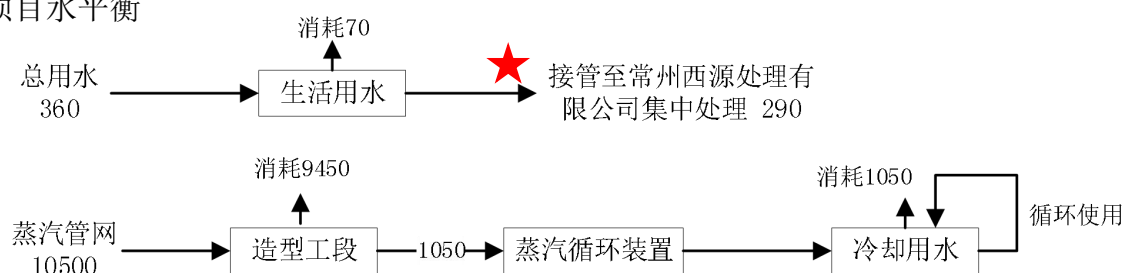 项目水平衡
消耗70
总用水
360
生活用水
接管至常州西源处理有
限公司集中处理 290
消耗9450
消耗1050
蒸汽管网
10500
造型工段
1050
蒸汽循环装置
冷却用水
循环使用